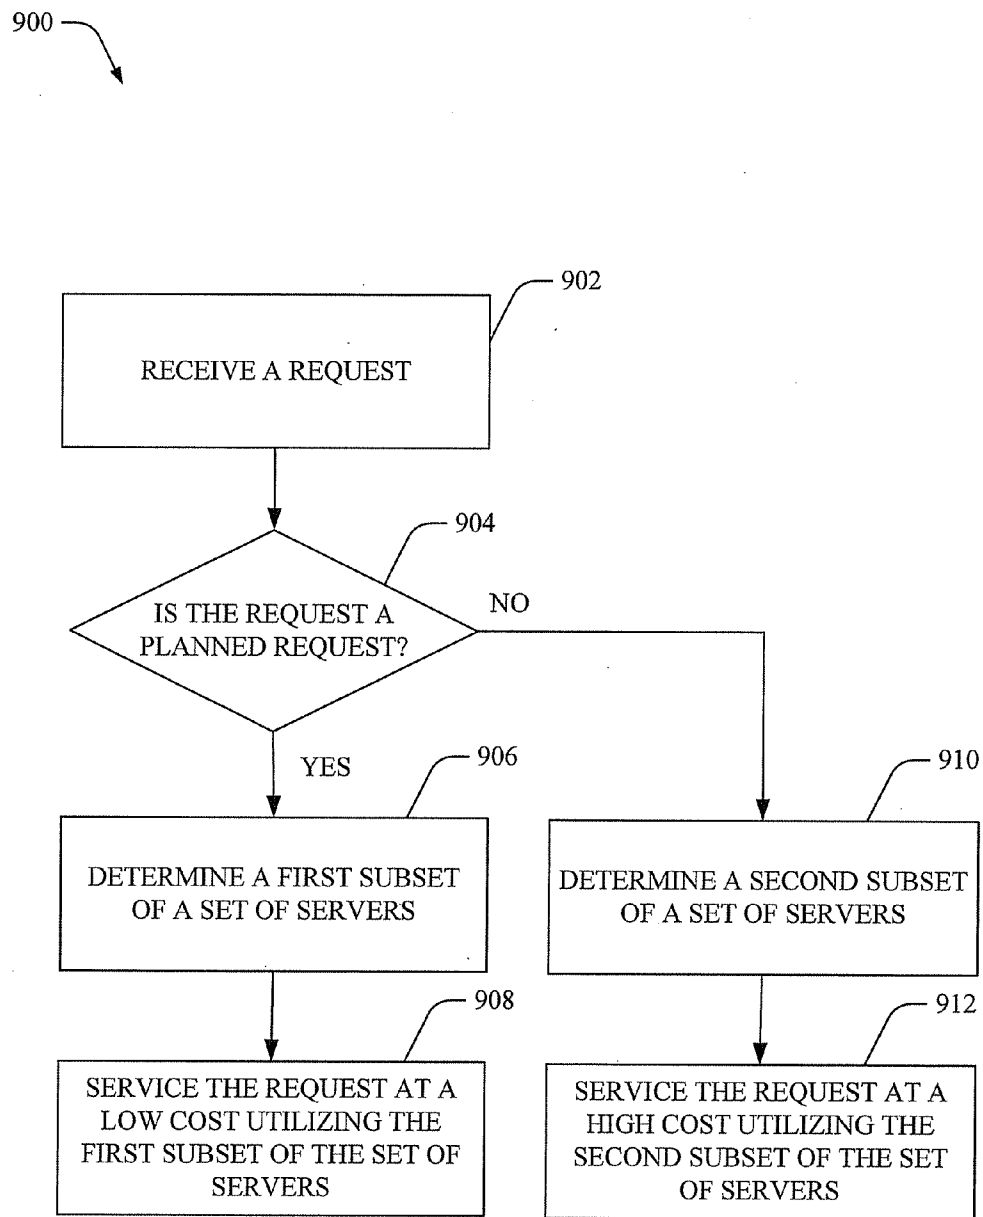 900
902
RECEIVE A REQUEST
904
IS THE REQUEST A
PLANNED REQUEST?
NO
YES
906
DETERMINE A FIRST SUBSET
OF A SET OF SERVERS
910
DETERMINE A SECOND SUBSET
OF A SET OF SERVERS
908
SERVICE THE REQUEST AT A
LOW COST UTILIZING THE
FIRST SUBSET OF THE SET OF
SERVERS
912
SERVICE THE REQUEST AT A
HIGH COST UTILIZING THE
SECOND SUBSET OF THE SET
OF SERVERS